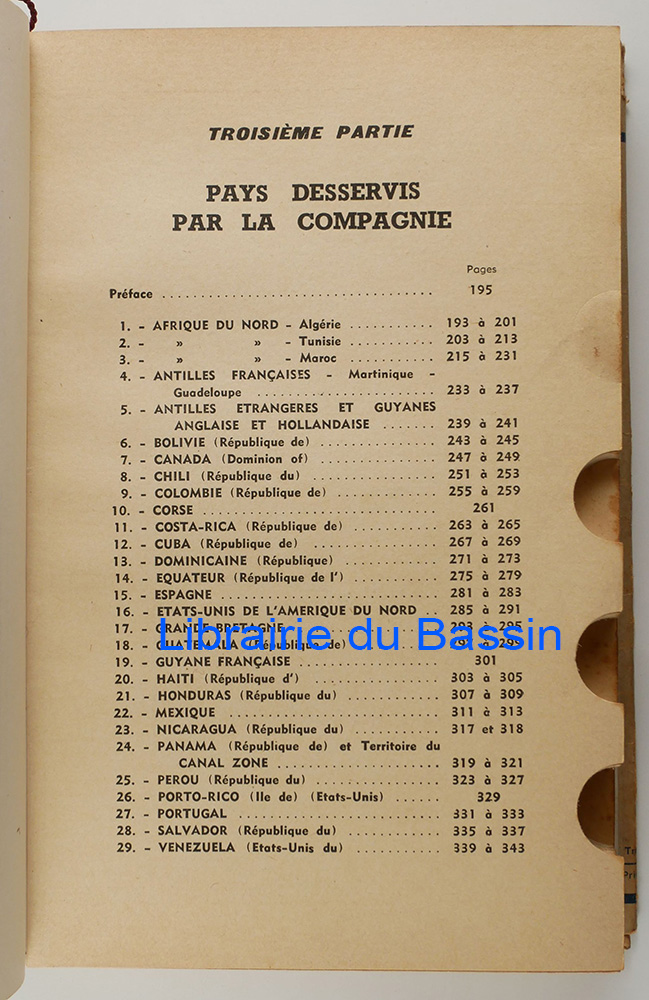 TROISIÈME PARTIE
PAYS DESSERVIS
PAR LA COMPAGNIE
Pages
Préface .................................. 195
1. - AFRIQUE DU NORD - Algérie ........... 193 à 201
2. - » » - Tunisie ........... 203 à 213
3. - » » - Maroc ........... 215 à 231
4. - ANTILLES FRANÇAISES - Martinique -
Guadeloupe ...................... 233 à 237
5. - ANTILLES ETRANGERES ET GUYANES
ANGLAISE ET HOLLANDAISE ....... 239 à 241
6. - BOLIVIE (République de) ............... 243 à 245
7. - CANADA (Dominion of) ............... 247 à 249
8. - CHILI (République du) ................ 251 à 253
9. - COLOMBIE (République de) ............. 255 à 259
10. - CORSE .............................. 261
11. - COSTA-RICA (République de) ........... 263 à 265
12. - CUBA (République de) ................ 267 à 269
13. - DOMINICAINE (République) ............ 271 à 273
14. - EQUATEUR (République de l') ........... 275 à 279
15. - ESPAGNE ............................ 281 à 283
16. - ETATS-UNIS DE L'AMERIQUE DU NORD .. 285 à 291
17. - GRANDE-BRETAGNE 293 à 295
Librairie du Bassin
18. - GUATEMALA (République de)
19. - GUYANE FRANÇAISE .................. 301
20. - HAITI (République d') ................ 303 à 305
21. - HONDURAS (République du) ............ 307 à 309
22. - MEXIQUE ........................... 311 à 313
23. - NICARAGUA (République du) ........... 317 et 318
24. - PANAMA (République de) et Territoire du
CANAL ZONE ..................... 319 à 321
25. - PEROU (République du) ................ 323 à 327
26. - PORTO-RICO (Ile de) (Etats-Unis) ...... 329
27. - PORTUGAL .......................... 331 à 333
28. - SALVADOR (République du) ............ 335 à 337
29. - VENEZUELA (Etats-Unis du) ........... 339 à 343